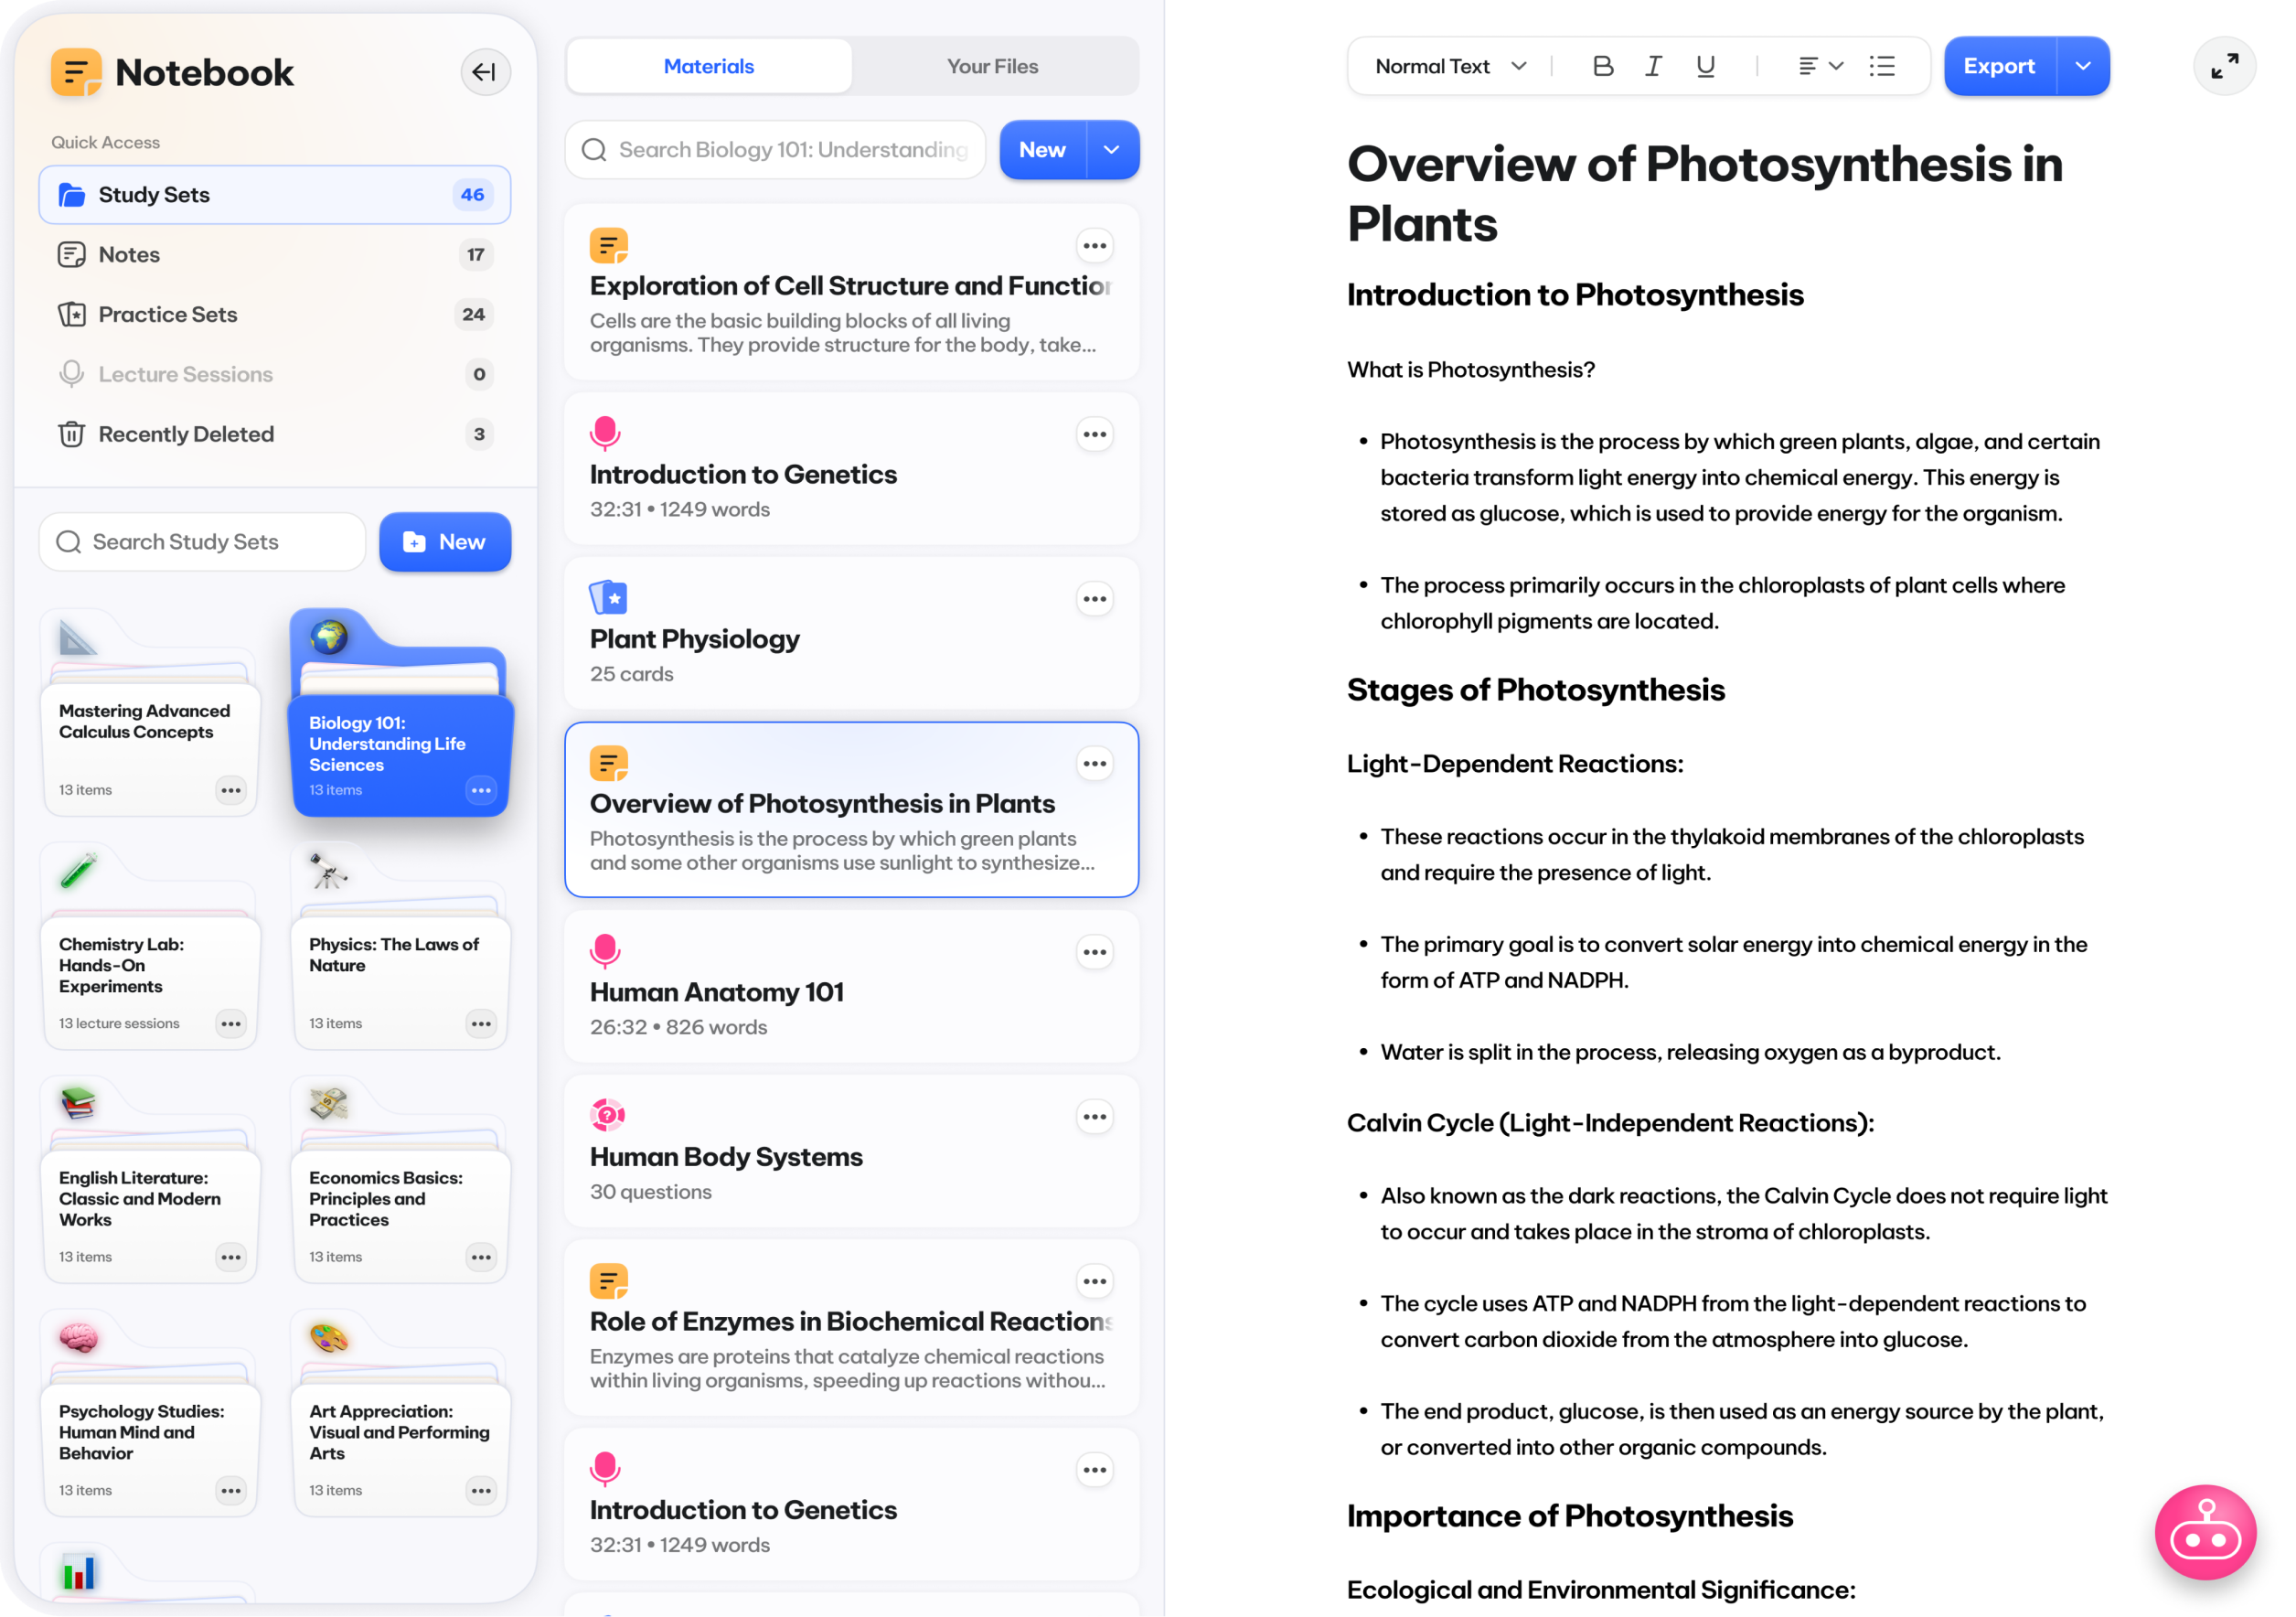 Notebook
Quick Access
Study Sets 46
Notes 17
Practice Sets 24
Lecture Sessions 0
Recently Deleted 3
Search Study Sets
New
Mastering Advanced
Calculus Concepts
13 items
Biology 101:
Understanding Life
Sciences
13 items
Chemistry Lab:
Hands-On
Experiments
13 lecture sessions
Physics: The Laws of
Nature
13 items
English Literature:
Classic and Modern
Works
13 items
Economics Basics:
Principles and
Practices
13 items
Psychology Studies:
Human Mind and
Behavior
13 items
Art Appreciation:
Visual and Performing
Arts
13 items
Materials
Your Files
Search Biology 101: Understanding
New
Exploration of Cell Structure and Function
Cells are the basic building blocks of all living
organisms. They provide structure for the body, take...
Introduction to Genetics
32:31 • 1249 words
Plant Physiology
25 cards
Overview of Photosynthesis in Plants
Photosynthesis is the process by which green plants
and some other organisms use sunlight to synthesize...
Human Anatomy 101
26:32 • 826 words
Human Body Systems
30 questions
Role of Enzymes in Biochemical Reactions
Enzymes are proteins that catalyze chemical reactions
within living organisms, speeding up reactions withou...
Introduction to Genetics
32:31 • 1249 words
Normal Text
B I U
Export
Overview of Photosynthesis in
Plants
Introduction to Photosynthesis
What is Photosynthesis?
• Photosynthesis is the process by which green plants, algae, and certain
bacteria transform light energy into chemical energy. This energy is
stored as glucose, which is used to provide energy for the organism.
• The process primarily occurs in the chloroplasts of plant cells where
chlorophyll pigments are located.
Stages of Photosynthesis
Light-Dependent Reactions:
• These reactions occur in the thylakoid membranes of the chloroplasts
and require the presence of light.
• The primary goal is to convert solar energy into chemical energy in the
form of ATP and NADPH.
• Water is split in the process, releasing oxygen as a byproduct.
Calvin Cycle (Light-Independent Reactions):
• Also known as the dark reactions, the Calvin Cycle does not require light
to occur and takes place in the stroma of chloroplasts.
• The cycle uses ATP and NADPH from the light-dependent reactions to
convert carbon dioxide from the atmosphere into glucose.
• The end product, glucose, is then used as an energy source by the plant,
or converted into other organic compounds.
Importance of Photosynthesis
Ecological and Environmental Significance: